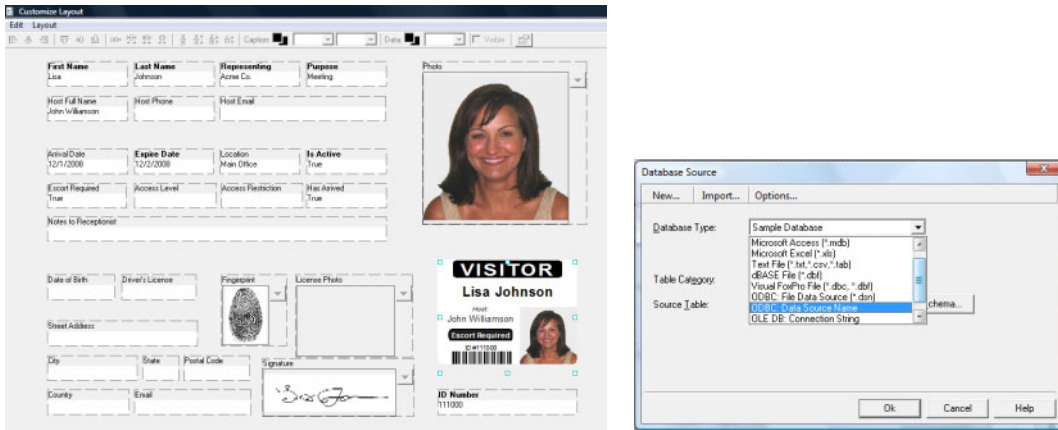 Customize Layout
Edit Layout
Caption: Data: Visible
First Name Last Name Representing Purpose Photo
Lisa Johnson Acme Co. Meeting
Host Full Name Host Phone Host Email
John Williamson
Arrival Date Expire Date Location Is Active
12/1/2008 12/2/2008 Main Office True
Escort Required Access Level Access Restriction Has Arrived
True True
Notes to Receptionist
Date of Birth Driver's License Fingerprint License Photo
Street Address
City State Postal Code Signature
County Email
VISITOR
Lisa Johnson
Host
John Williamson
Escort Required
ID #111000
ID Number
111000
Database Source
New... Import... Options...
Database Type: Sample Database
Microsoft Access (*.mdb)
Microsoft Excel (*.xls)
Text File (*.txt,*.csv,*.tab)
dBASE File (*.dbf)
Visual FoxPro File (*.dbc, *.dbf)
ODBC: File Data Source (*.dsn)
ODBC: Data Source Name
OLE DB: Connection String
Table Category:
Source Table: chema...
Ok Cancel Help